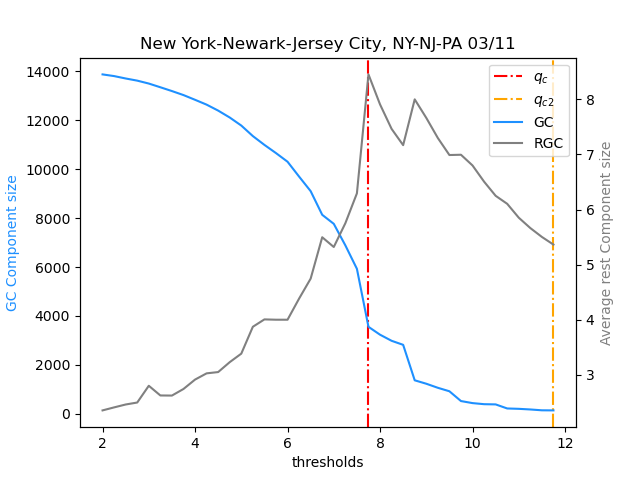 New York-Newark-Jersey City, NY-NJ-PA 03/11
GC Component size
14000
12000
10000
8000
6000
4000
2000
0
q_c
q_c2
GC
RGC
8
7
6
5
4
3
Average rest Component size
2 4 6 8 10 12
thresholds